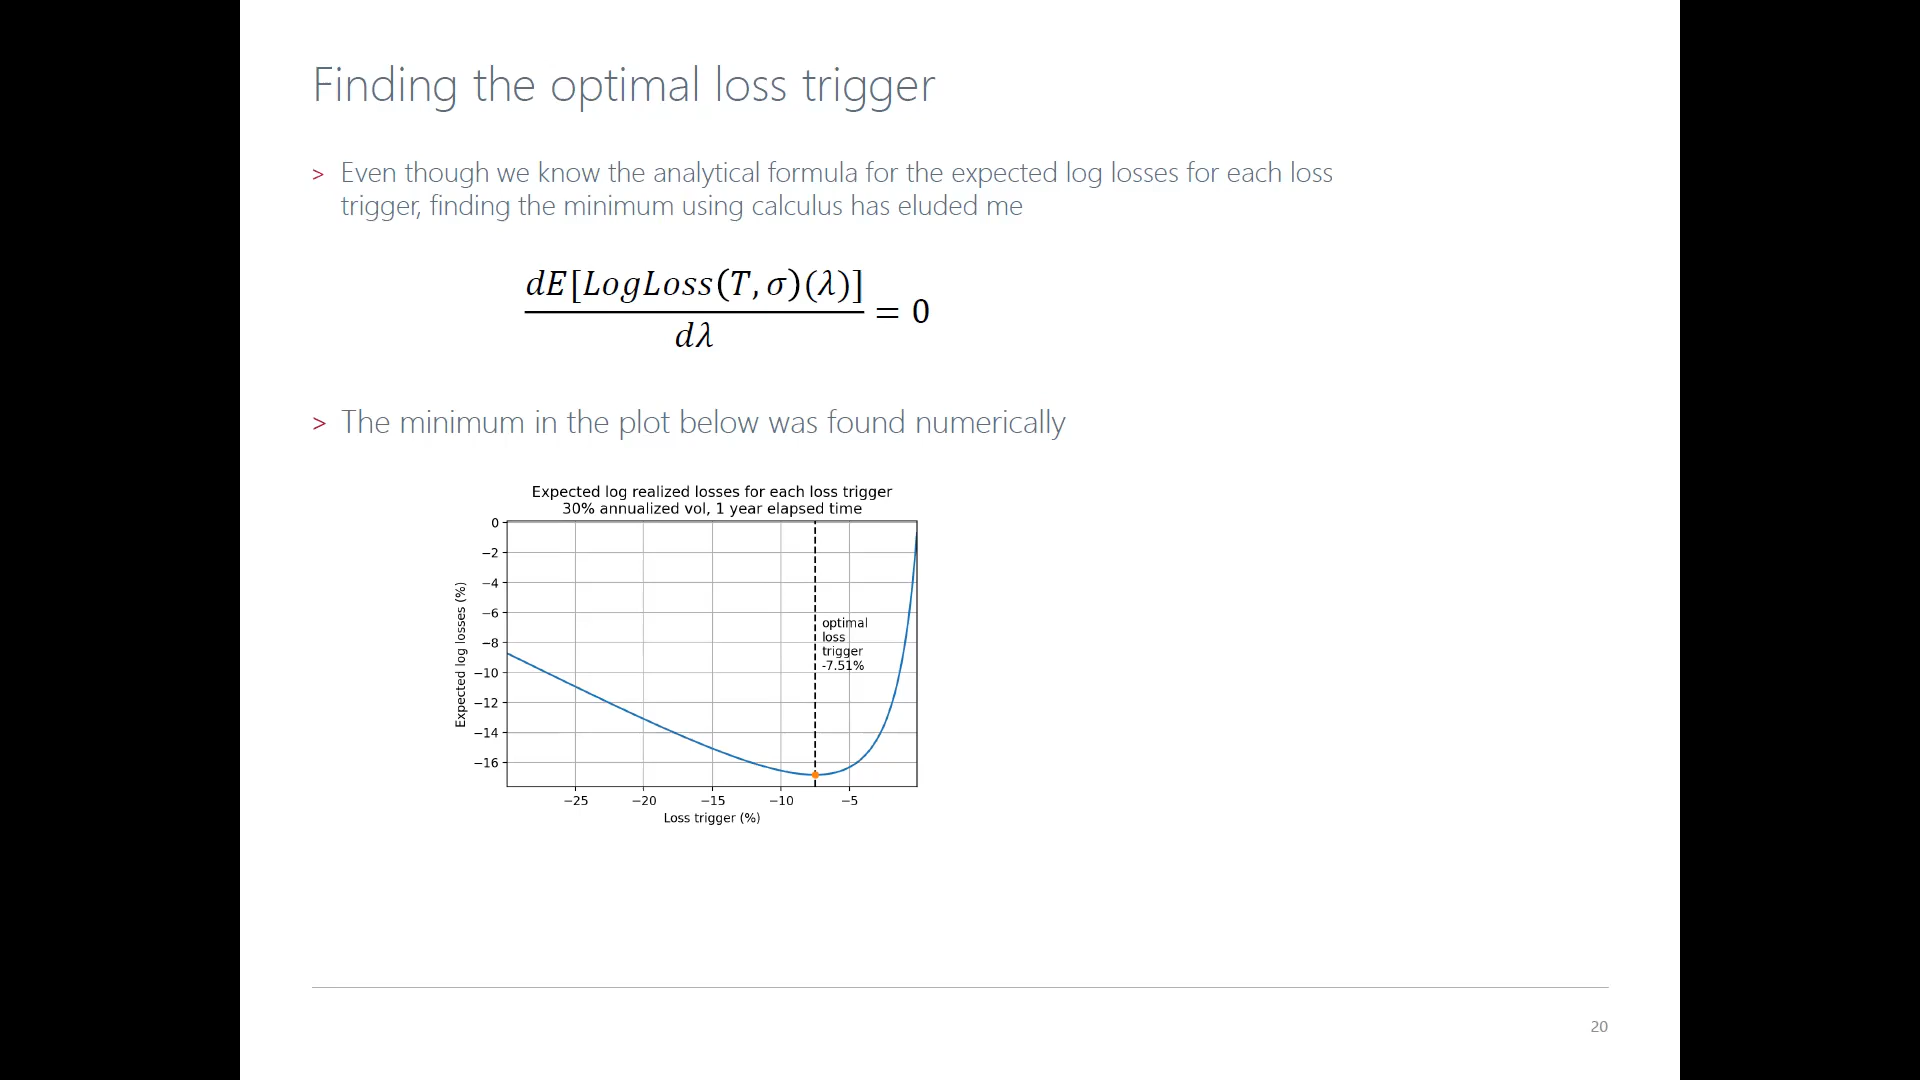 Finding the optimal loss trigger
> Even though we know the analytical formula for the expected log losses for each loss
trigger, finding the minimum using calculus has eluded me
dE[LogLoss(T, σ)(λ)]
= 0
dλ
> The minimum in the plot below was found numerically
Expected log realized losses for each loss trigger
30% annualized vol, 1 year elapsed time
0
−2
−4
−6
−8
−10
−12
−14
−16
Expected log losses (%)
optimal
loss
trigger
-7.51%
−25 −20 −15 −10 −5
Loss trigger (%)
20